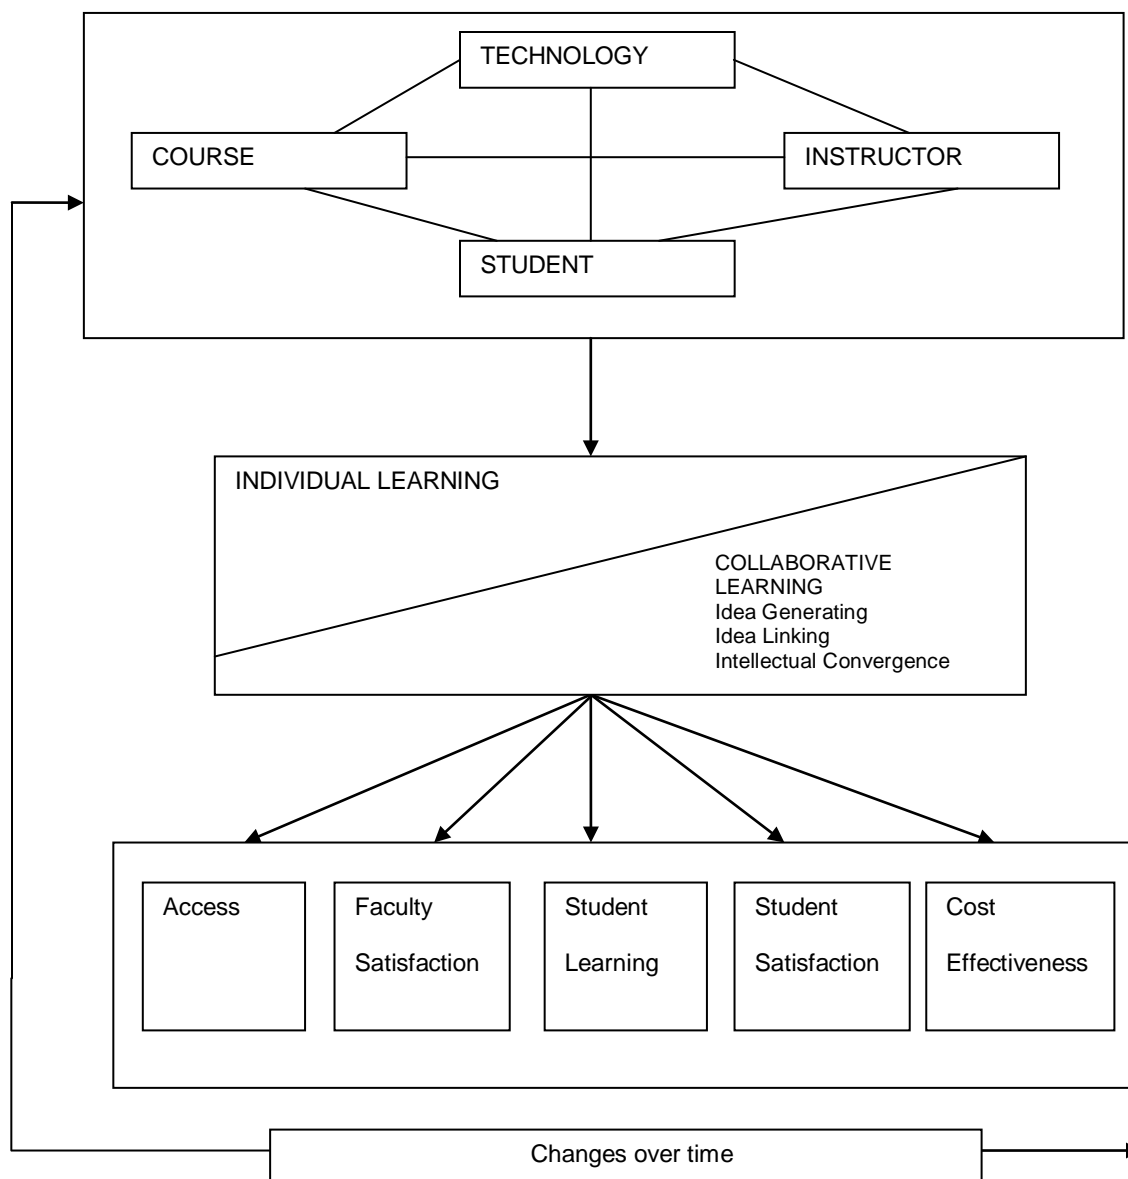 TECHNOLOGY
COURSE
INSTRUCTOR
STUDENT
INDIVIDUAL LEARNING
COLLABORATIVE
LEARNING
Idea Generating
Idea Linking
Intellectual Convergence
Access
Faculty
Satisfaction
Student
Learning
Student
Satisfaction
Cost
Effectiveness
Changes over time